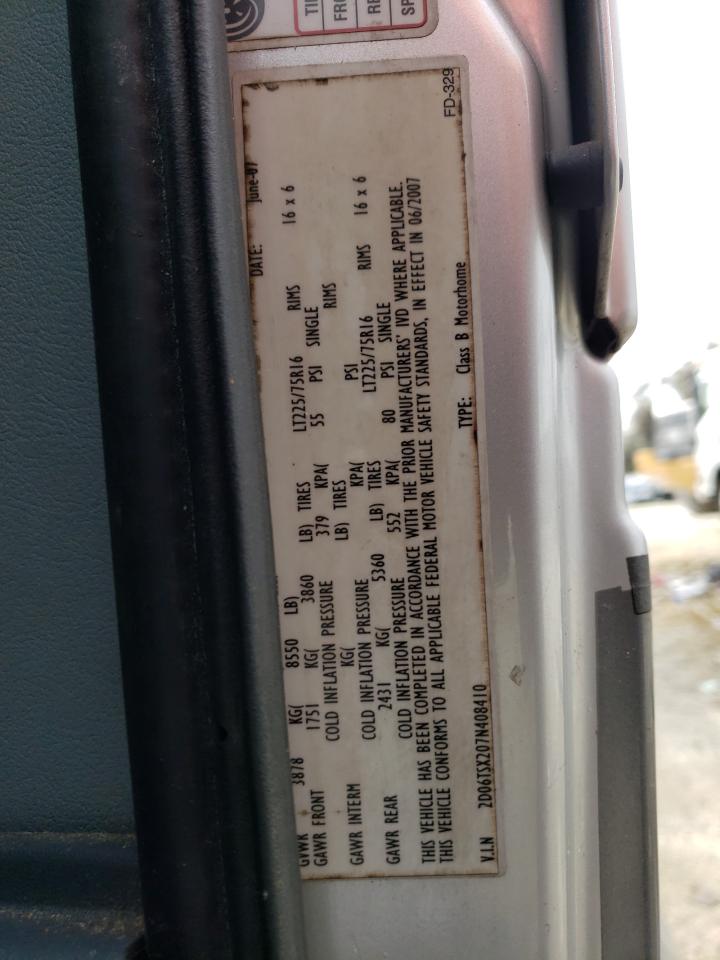 TI
FR
RE
SP
FD-329
DATE: June-07
GVWR 3878 KG( 8550 LB)
GAWR FRONT 1751 KG( 3860 LB) TIRES LT225/75R16 RIMS 16 x 6
COLD INFLATION PRESSURE 379 KPA( 55 PSI SINGLE
GAWR INTERM KG( LB) TIRES RIMS
COLD INFLATION PRESSURE KPA( PSI
GAWR REAR 2431 KG( 5360 LB) TIRES LT225/75R16 RIMS 16 x 6
COLD INFLATION PRESSURE 552 KPA( 80 PSI SINGLE
THIS VEHICLE HAS BEEN COMPLETED IN ACCORDANCE WITH THE PRIOR MANUFACTURERS' IVD WHERE APPLICABLE.
THIS VEHICLE CONFORMS TO ALL APPLICABLE FEDERAL MOTOR VEHICLE SAFETY STANDARDS, IN EFFECT IN 06/2007
V.I.N 2D06TSX207N408410 TYPE: Class B Motorhome